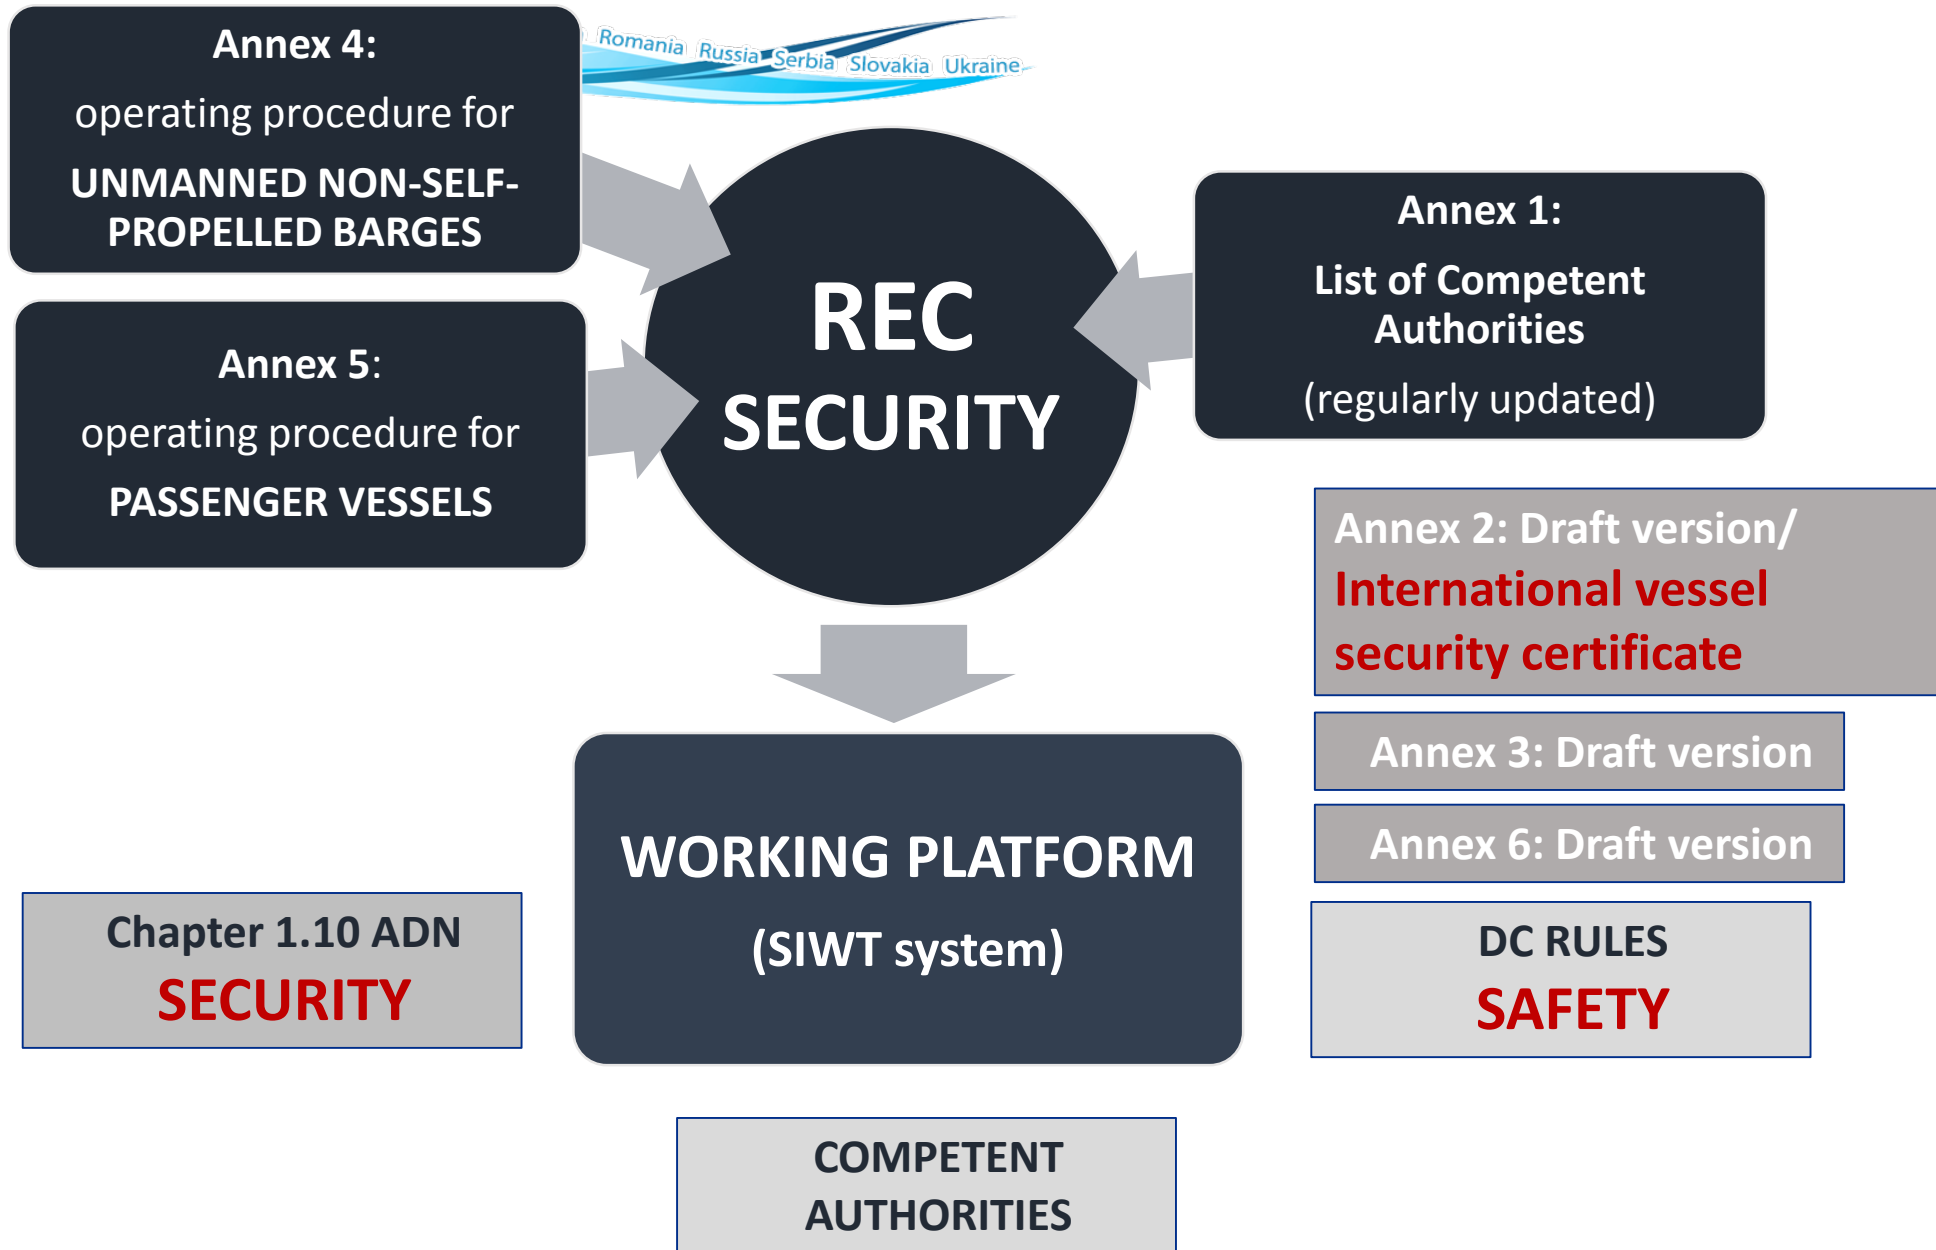 Romania Russia Serbia Slovakia Ukraine
Annex 4:
operating procedure for
UNMANNED NON-SELF-
PROPELLED BARGES
Annex 5:
operating procedure for
PASSENGER VESSELS
REC
SECURITY
Annex 1:
List of Competent
Authorities
(regularly updated)
Annex 2: Draft version/
International vessel
security certificate
Annex 3: Draft version
Annex 6: Draft version
WORKING PLATFORM
(SIWT system)
Chapter 1.10 ADN
SECURITY
DC RULES
SAFETY
COMPETENT
AUTHORITIES